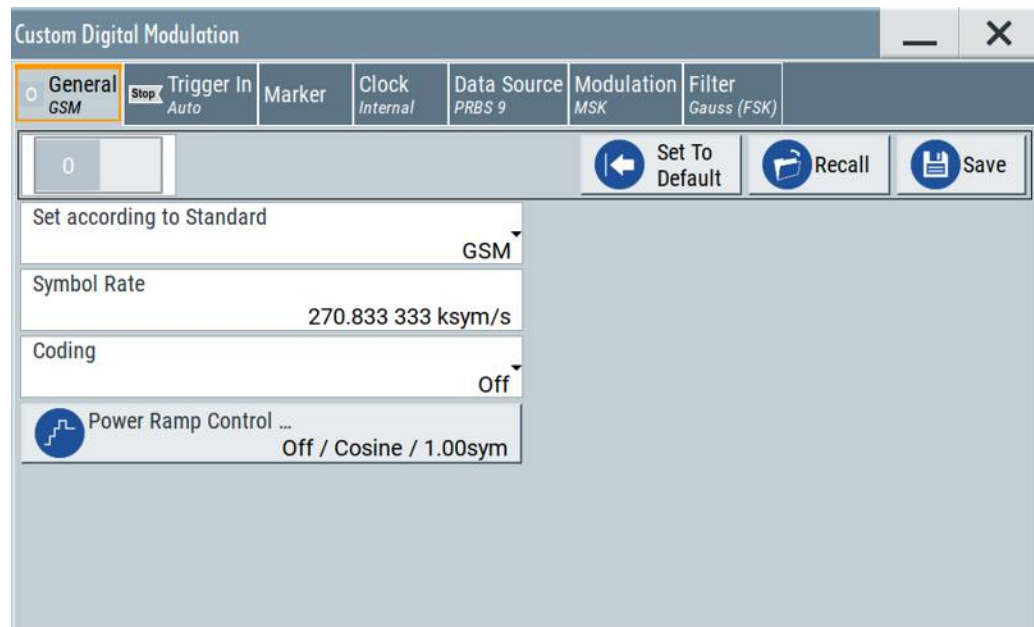 Custom Digital Modulation
0 General
GSM
Stop Trigger In
Auto
Marker
Clock
Internal
Data Source
PRBS 9
Modulation
MSK
Filter
Gauss (FSK)
0
Set To
Default
Recall
Save
Set according to Standard
GSM
Symbol Rate
270.833 333 ksym/s
Coding
Off
Power Ramp Control ...
Off / Cosine / 1.00sym